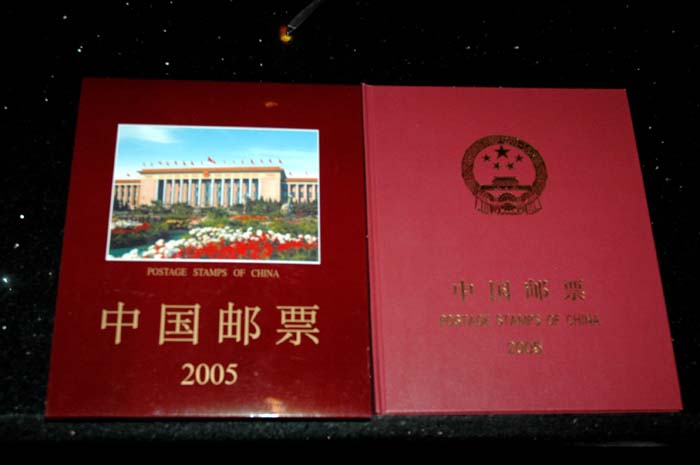 POSTAGE STAMPS OF CHINA
中国邮票
2005
中国邮票
POSTAGE STAMPS OF CHINA
2005